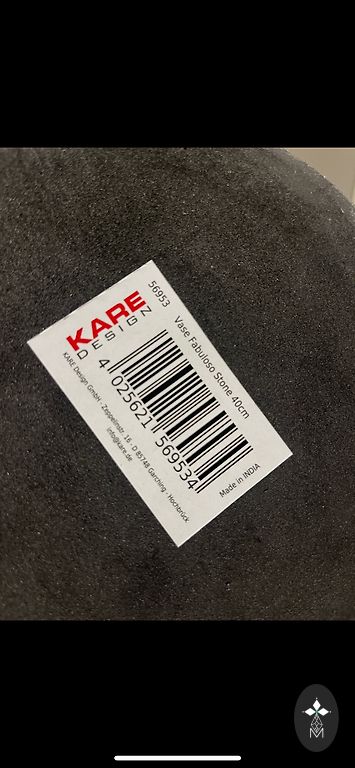 KARE
DESIGN
56953
Vase Fabuloso Stone 40cm
4 025621 569534
Made in INDIA
KARE Design GmbH · Zeppelinstr. 16 · D 85748 Garching - Hochbrück
info@kare.de
M